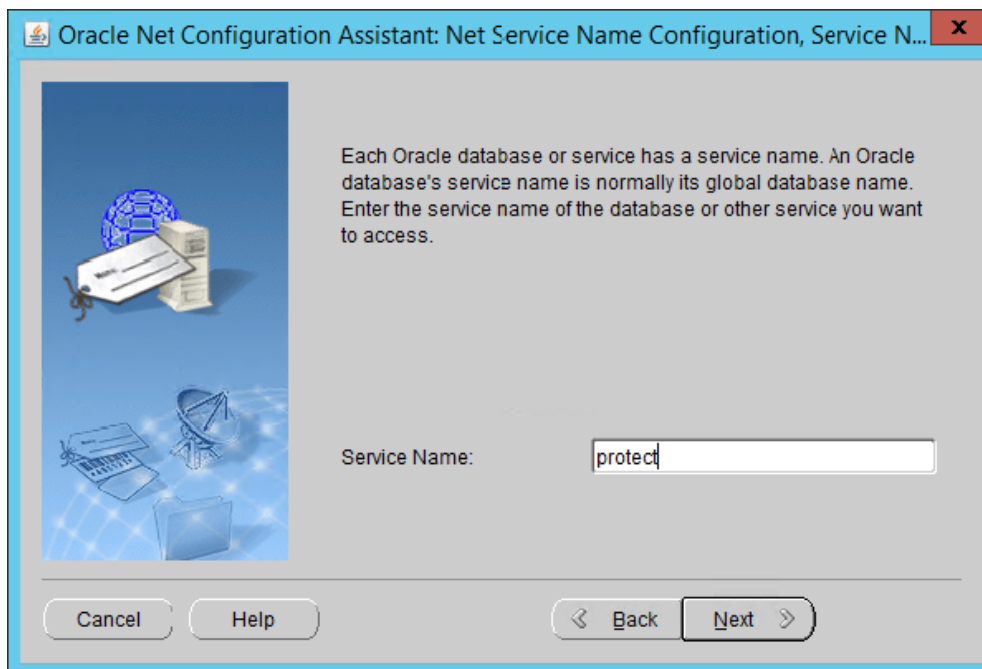 Oracle Net Configuration Assistant: Net Service Name Configuration, Service N...
x
Each Oracle database or service has a service name. An Oracle
database's service name is normally its global database name.
Enter the service name of the database or other service you want
to access.
Service Name:
protect
Cancel
Help
Back
Next